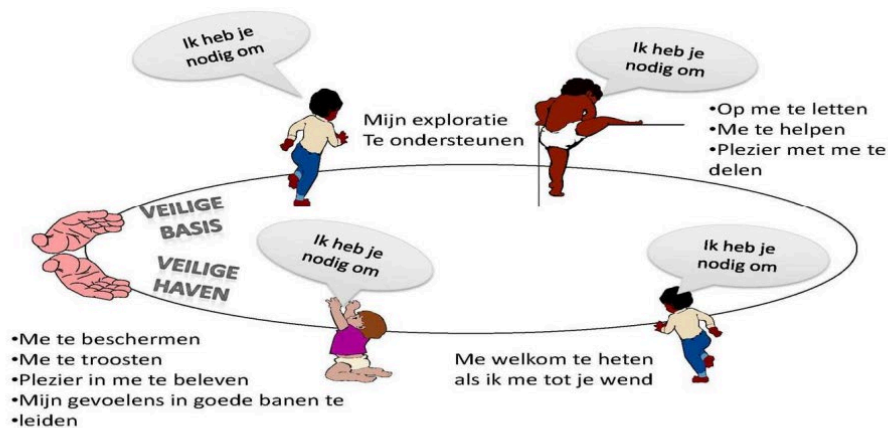 Ik heb je
nodig om
Mijn exploratie
Te ondersteunen
Ik heb je
nodig om
•Op me te letten
•Me te helpen
•Plezier met me te
delen
VEILIGE
BASIS
VEILIGE
HAVEN
Ik heb je
nodig om
Ik heb je
nodig om
•Me te beschermen
•Me te troosten
•Plezier in me te beleven
•Mijn gevoelens in goede banen te
•leiden
Me welkom te heten
als ik me tot je wend